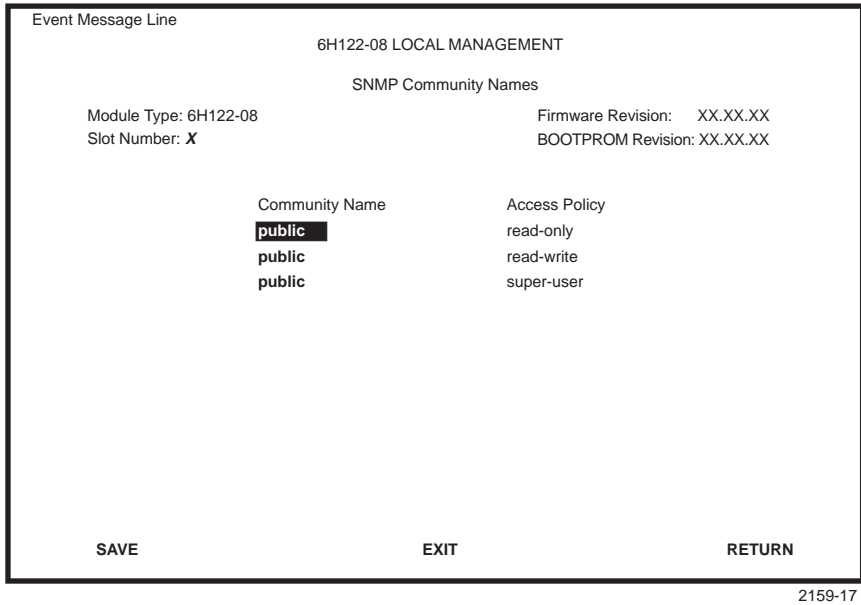 Event Message Line
6H122-08 LOCAL MANAGEMENT
SNMP Community Names
Module Type: 6H122-08 Firmware Revision: XX.XX.XX
Slot Number: X BOOTPROM Revision: XX.XX.XX
Community Name Access Policy
public read-only
public read-write
public super-user
SAVE EXIT RETURN
2159-17